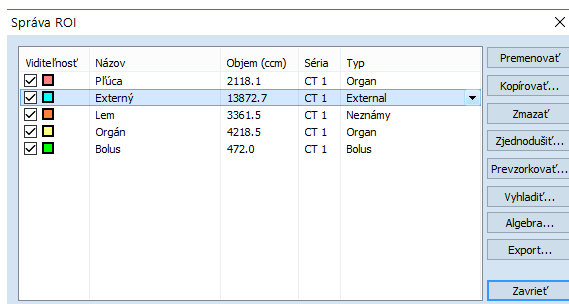 Správa ROI
Viditeľnosť Názov Objem (ccm) Séria Typ
Pľúca 2118.1 CT 1 Organ
Externý 13872.7 CT 1 External
Lem 3361.5 CT 1 Neznámy
Orgán 4218.5 CT 1 Organ
Bolus 472.0 CT 1 Bolus
Premenovať
Kopírovať...
Zmazať
Zjednodušiť...
Prevzorkovať...
Vyhladiť...
Algebra...
Export...
Zavrieť